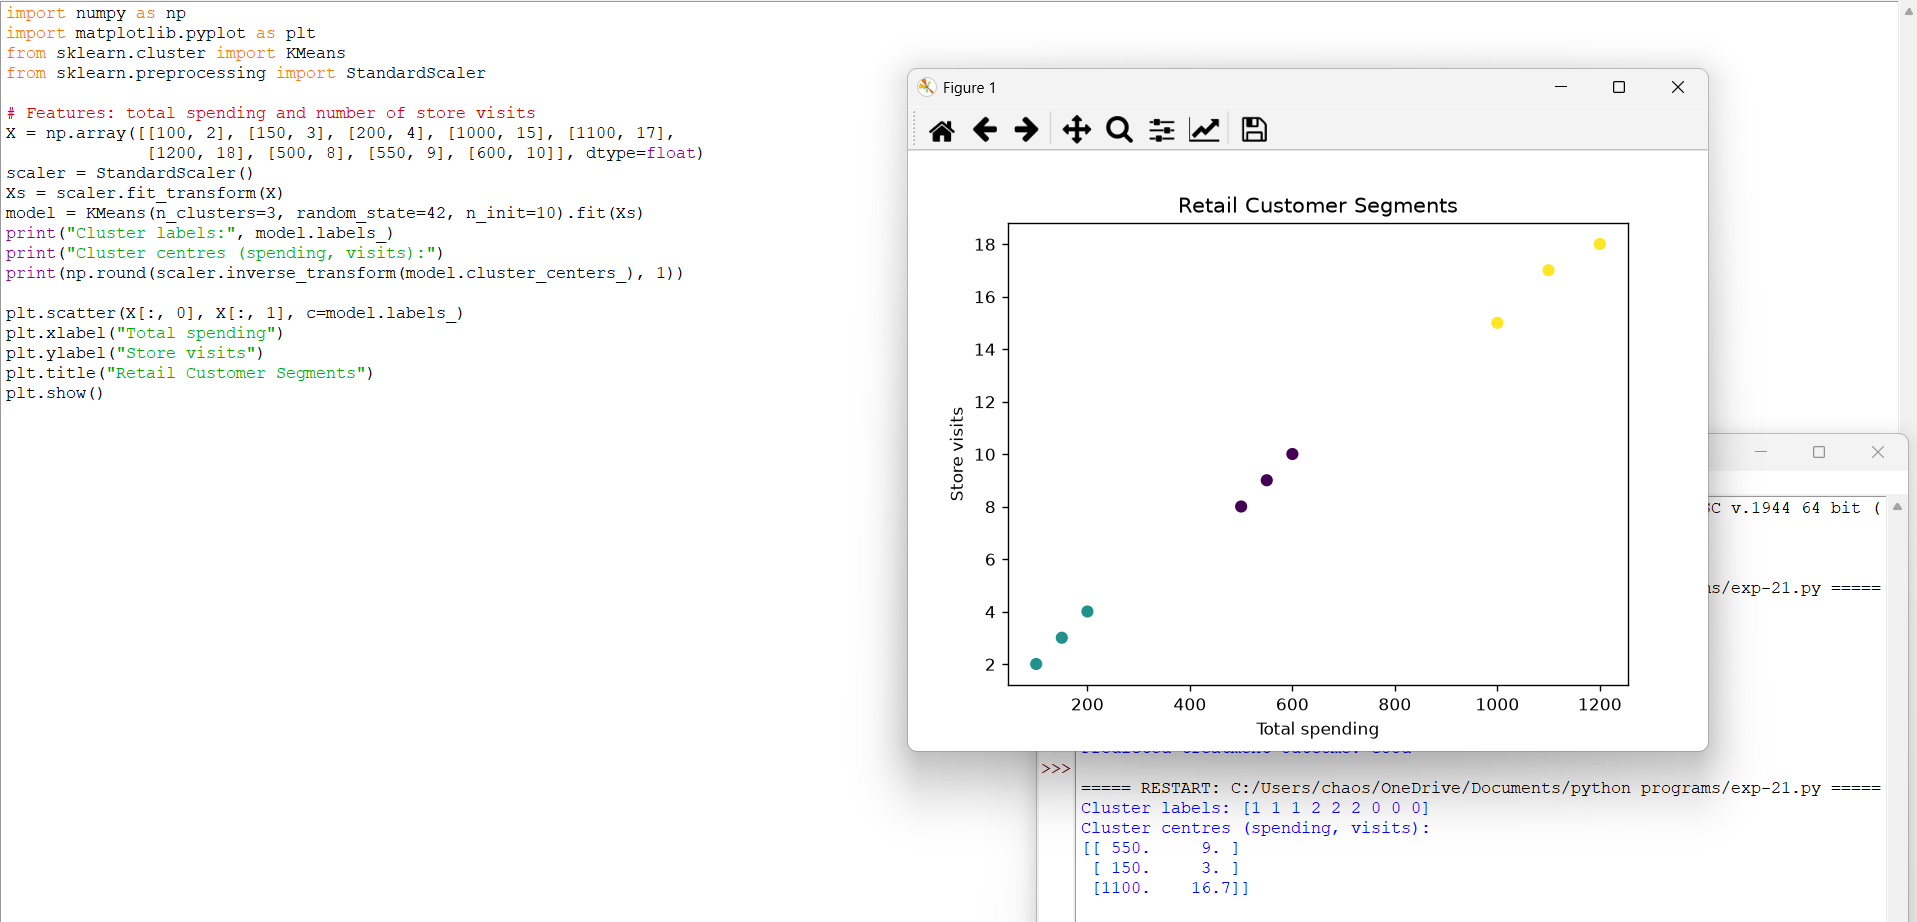 import numpy as np
import matplotlib.pyplot as plt
from sklearn.cluster import KMeans
from sklearn.preprocessing import StandardScaler
# Features: total spending and number of store visits
X = np.array([[100, 2], [150, 3], [200, 4], [1000, 15], [1100, 17],
[1200, 18], [500, 8], [550, 9], [600, 10]], dtype=float)
scaler = StandardScaler()
Xs = scaler.fit_transform(X)
model = KMeans(n_clusters=3, random_state=42, n_init=10).fit(Xs)
print("Cluster labels:", model.labels_)
print("Cluster centres (spending, visits):")
print(np.round(scaler.inverse_transform(model.cluster_centers_), 1))
plt.scatter(X[:, 0], X[:, 1], c=model.labels_)
plt.xlabel("Total spending")
plt.ylabel("Store visits")
plt.title("Retail Customer Segments")
plt.show()
Figure 1
Retail Customer Segments
18
16
14
12
10
8
6
4
2
Store visits
200 400 600 800 1000 1200
Total spending
v.1944 64 bit (
/exp-21.py =====
>>>
===== RESTART: C:/Users/chaos/OneDrive/Documents/python programs/exp-21.py =====
Cluster labels: [1 1 1 2 2 2 0 0 0]
Cluster centres (spending, visits):
[[ 550. 9. ]
[ 150. 3. ]
[1100. 16.7]]